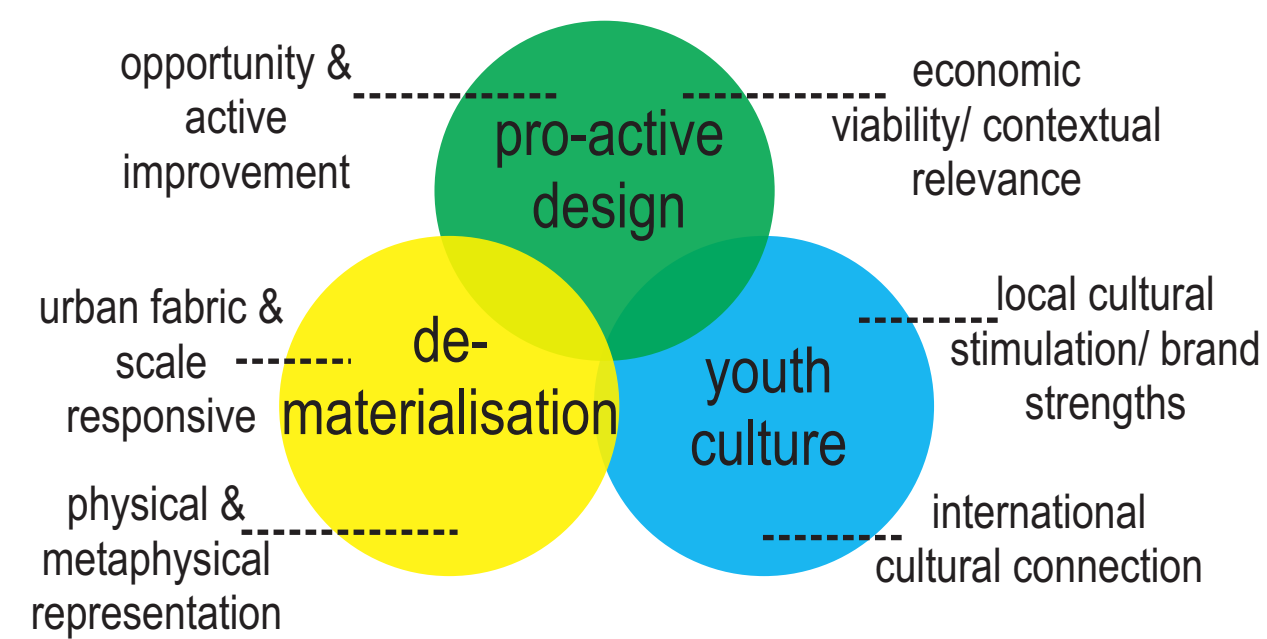 opportunity &
active
improvement
economic
viability/ contextual
relevance
pro-active
design
urban fabric &
scale
responsive
de-
materialisation
youth
culture
local cultural
stimulation/ brand
strengths
physical &
metaphysical
representation
international
cultural connection